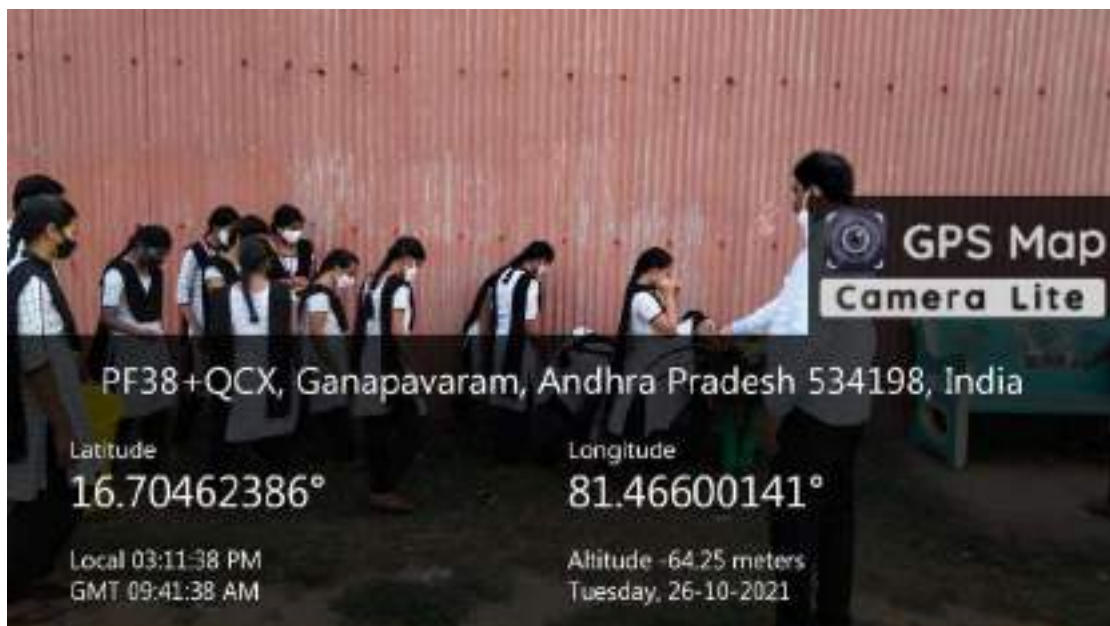 GPS Map
Camera Lite
PF38+QCX, Ganapavaram, Andhra Pradesh 534198, India
Latitude
16.70462386°
Longitude
81.46600141°
Local 03:11:38 PM
GMT 09:41:38 AM
Altitude -64.25 meters
Tuesday, 26-10-2021